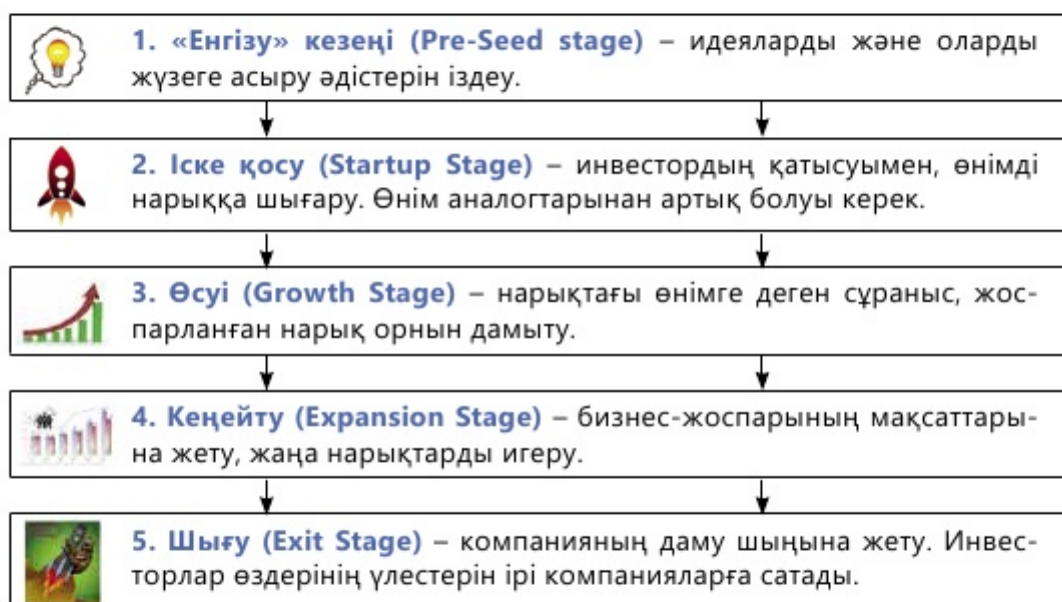 1. «Енгізу» кезеңі (Pre-Seed stage) – идеяларды және оларды
жүзеге асыру әдістерін іздеу.
2. Іске қосу (Startup Stage) – инвестордың қатысуымен, өнімді
нарыққа шығару. Өнім аналогтарынан артық болуы керек.
3. Өсуі (Growth Stage) – нарықтағы өнімге деген сұраныс, жос-
парланған нарық орнын дамыту.
4. Кеңейту (Expansion Stage) – бизнес-жоспарының мақсаттары-
на жету, жаңа нарықтарды игеру.
5. Шығу (Exit Stage) – компанияның даму шыңына жету. Инвес-
торлар өздерінің үлестерін ірі компанияларға сатады.